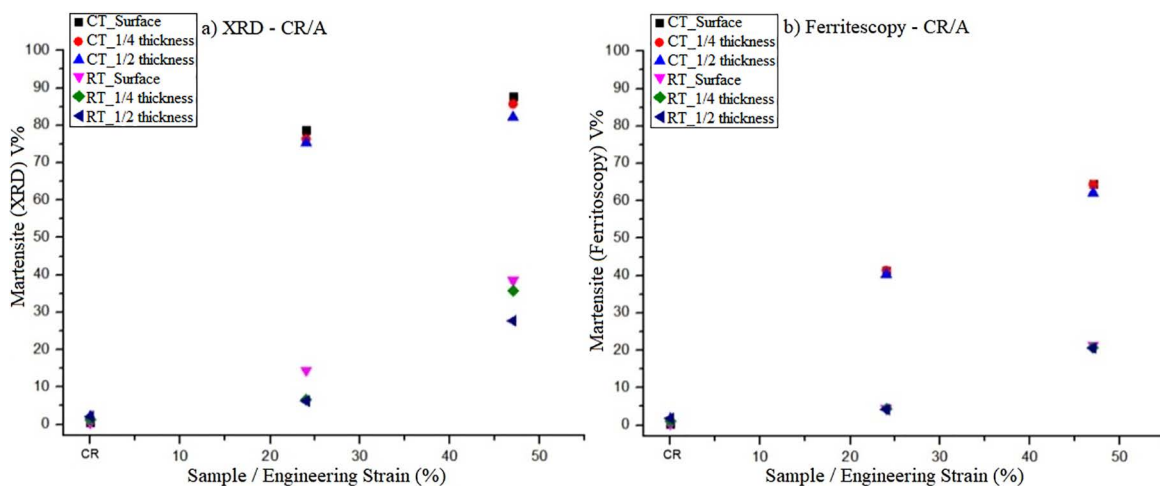 a) XRD - CR/A
CT_Surface
CT_1/4 thickness
CT_1/2 thickness
RT_Surface
RT_1/4 thickness
RT_1/2 thickness
Martensite (XRD) V%
100
90
80
70
60
50
40
30
20
10
0
CR
10
20
30
40
50
Sample / Engineering Strain (%)
b) Ferritescopy - CR/A
CT_Surface
CT_1/4 thickness
CT_1/2 thickness
RT_Surface
RT_1/4 thickness
RT_1/2 thickness
Martensite (Ferritoscopy) V%
100
90
80
70
60
50
40
30
20
10
0
CR
10
20
30
40
50
Sample / Engineering Strain (%)